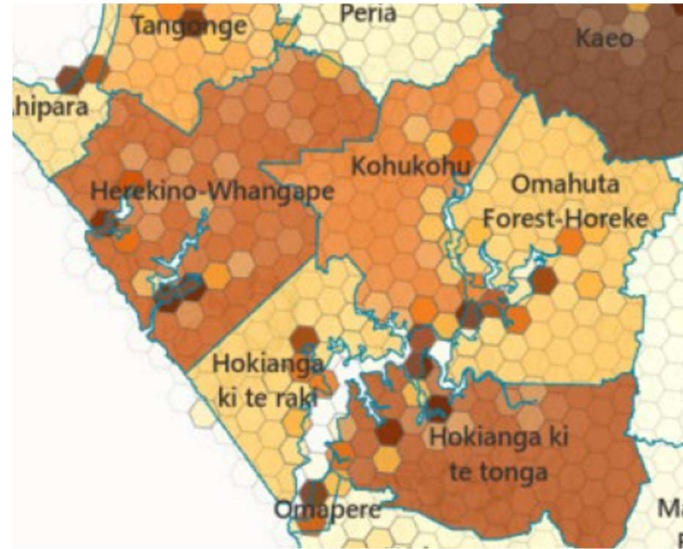 Peria
Tangonge
Kaeo
hipara
Kohukohu
Omahuta
Forest-Horeke
Herekino-Whangape
Hokianga
ki te raki
Hokianga ki
te tonga
Omapere
Ma